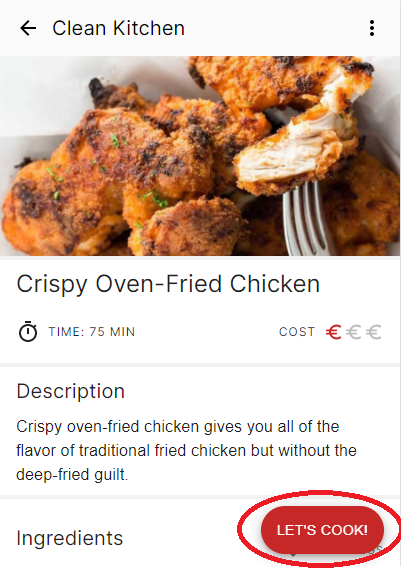 Clean Kitchen
Crispy Oven-Fried Chicken
TIME: 75 MIN
COST € € €
Description
Crispy oven-fried chicken gives you all of the
flavor of traditional fried chicken but without the
deep-fried guilt.
Ingredients
LET'S COOK!